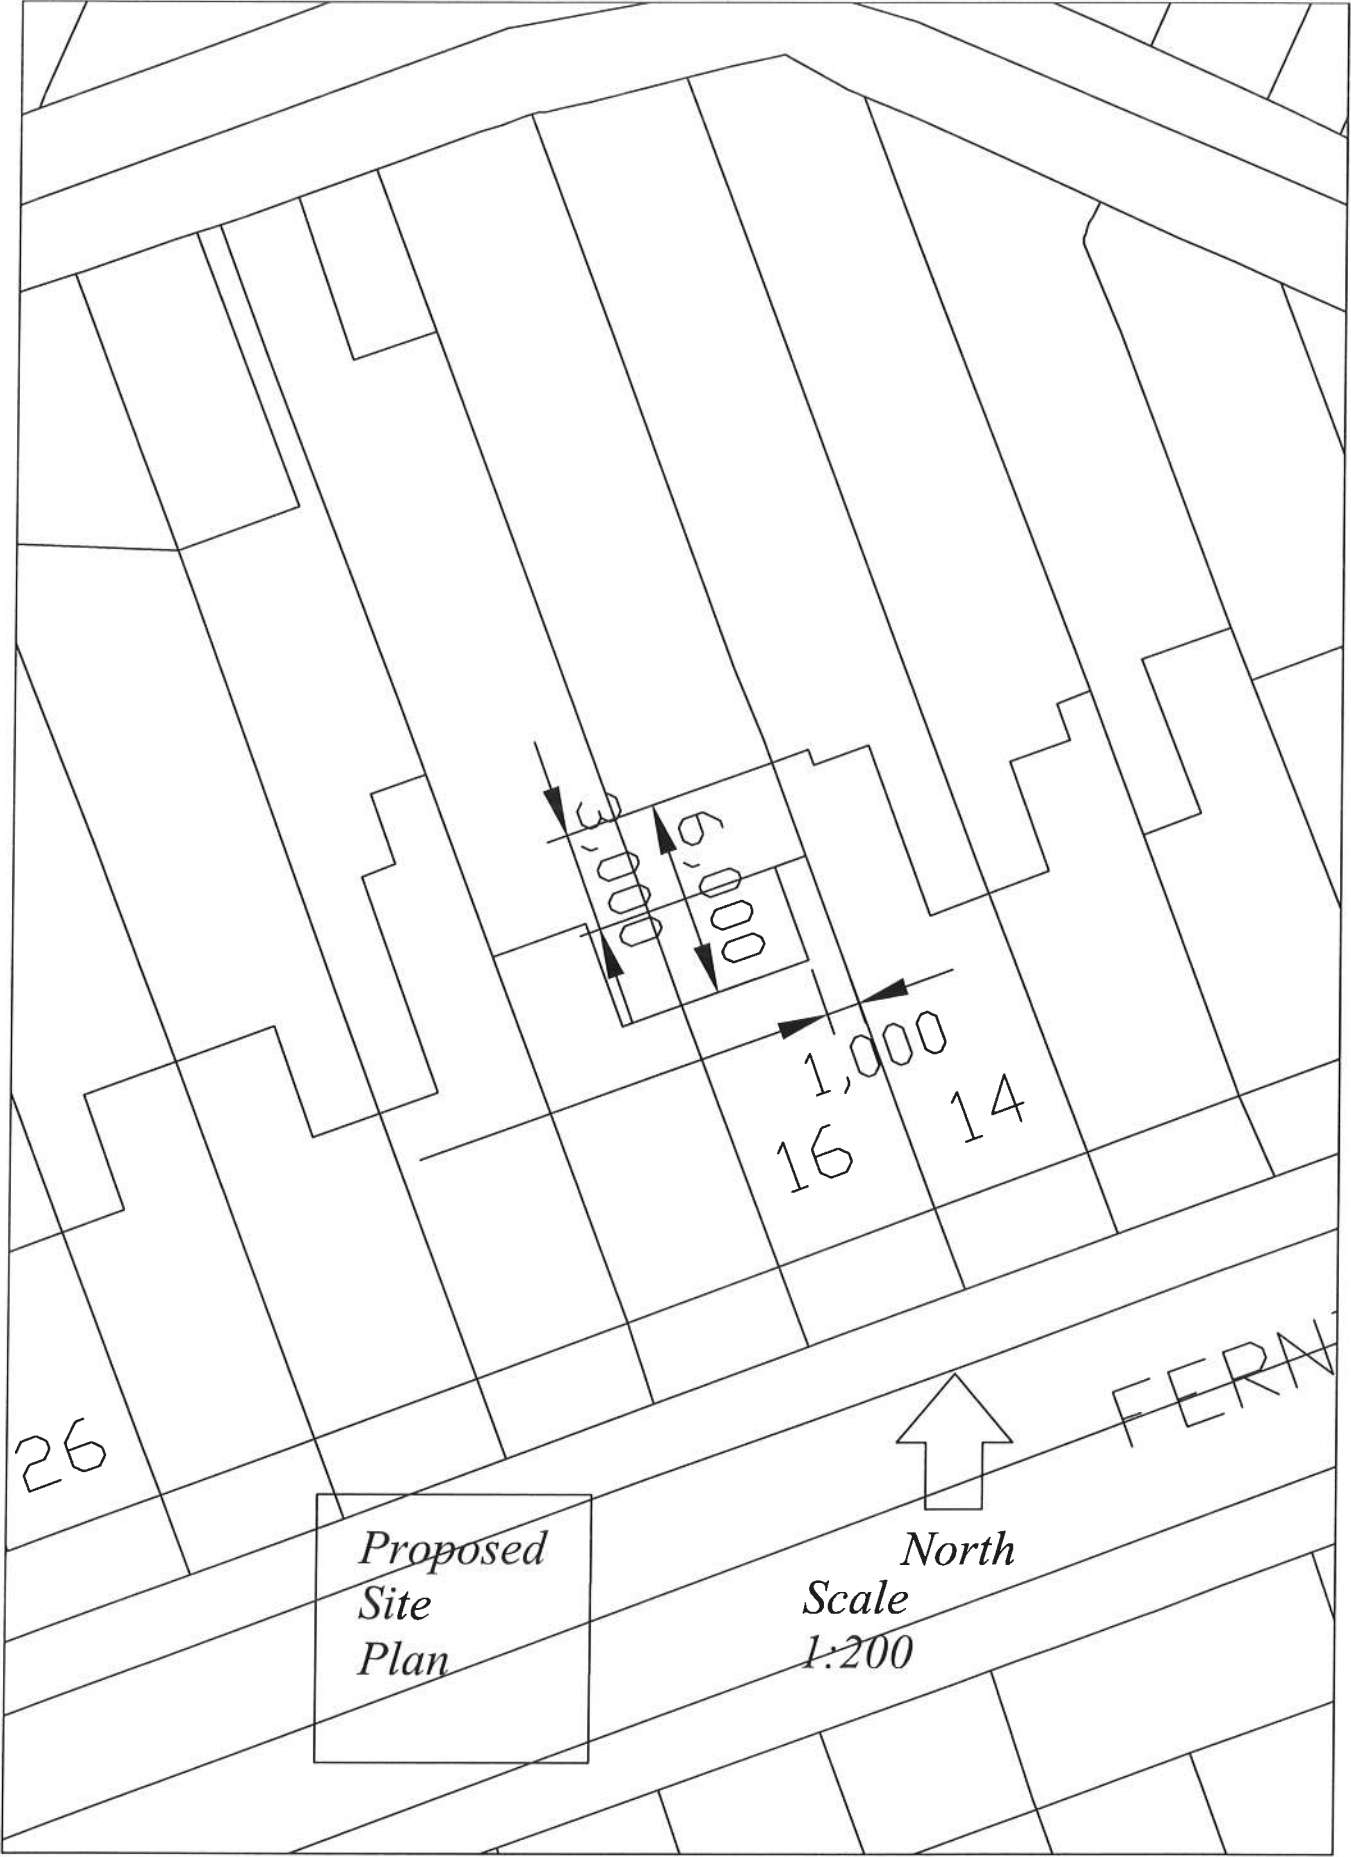 3,000
6,000
1,000
14
16
FERN
26
Proposed
Site
Plan
North
Scale
1:200